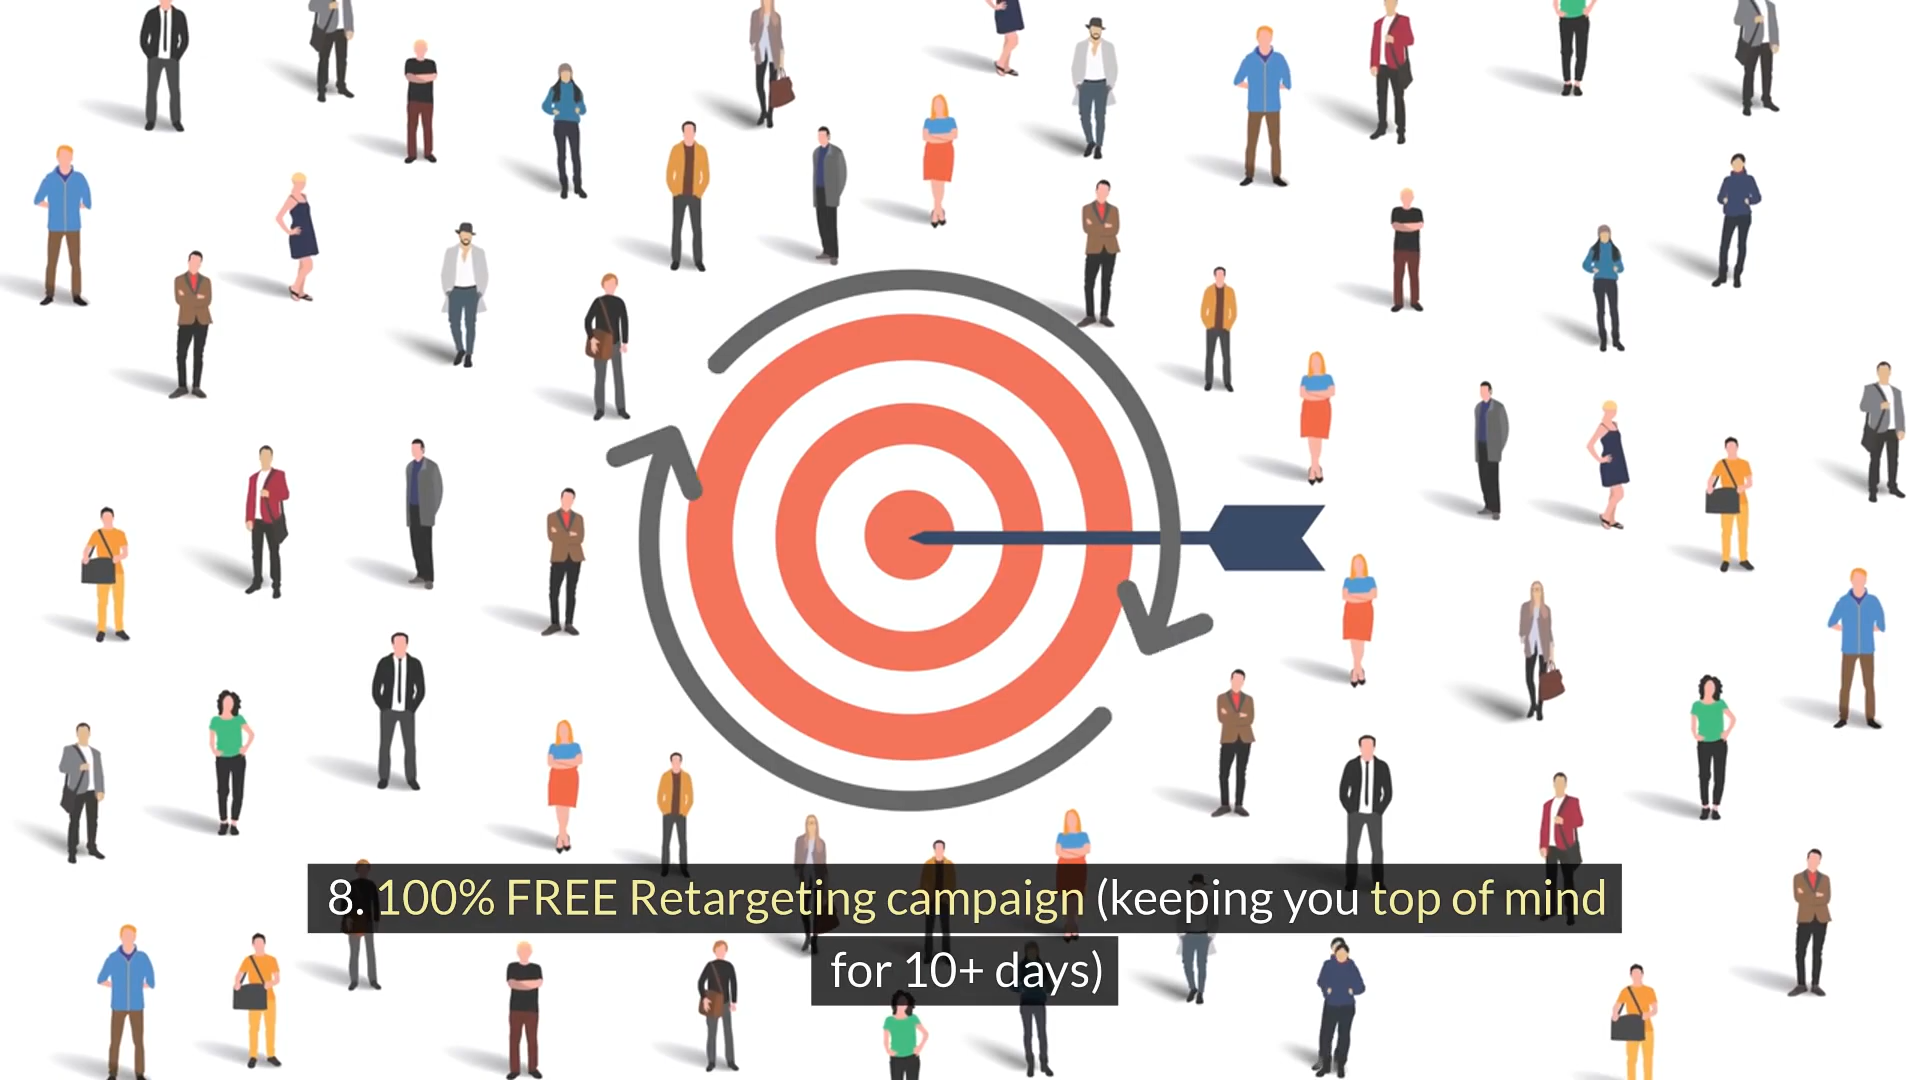 8. 100% FREE Retargeting campaign (keeping you top of mind
for 10+ days)